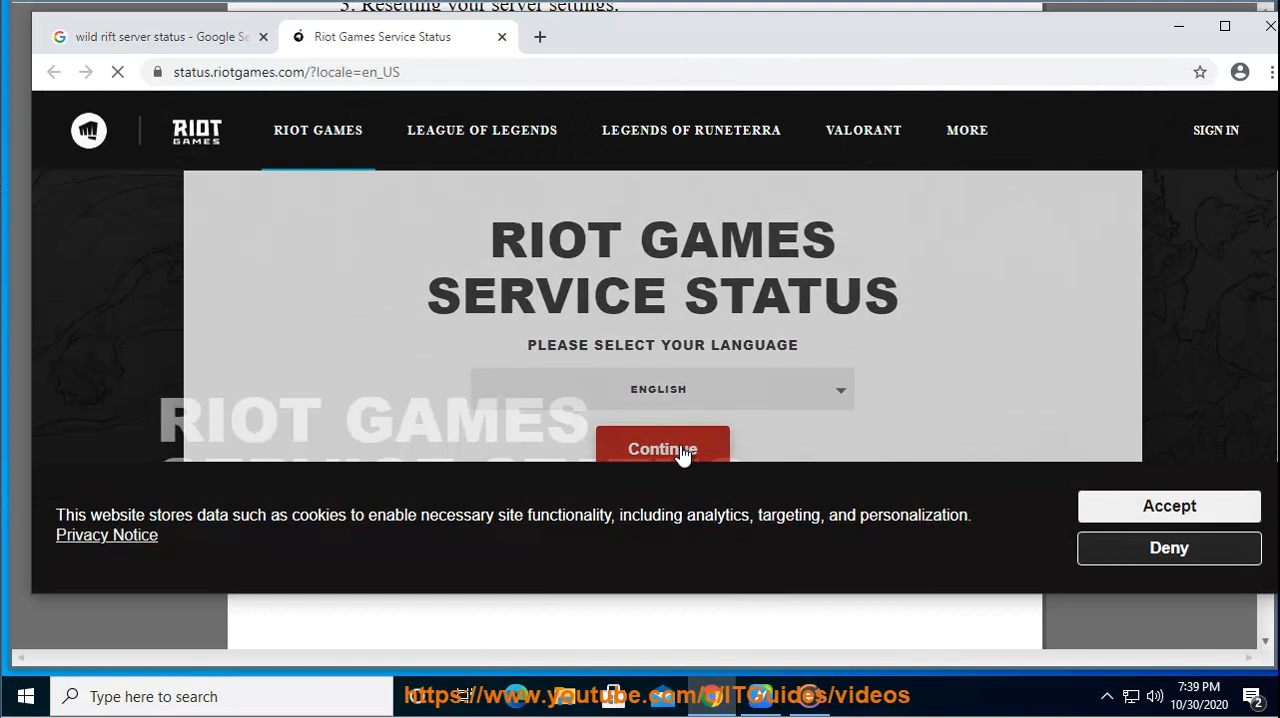 3. Resetting your server settings.
wild rift server status - Google Se
Riot Games Service Status
status.riotgames.com/?locale=en_US
RIOT GAMES
RIOT GAMES
LEAGUE OF LEGENDS
LEGENDS OF RUNETERRA
VALORANT
MORE
SIGN IN
RIOT GAMES
SERVICE STATUS
PLEASE SELECT YOUR LANGUAGE
ENGLISH
RIOT GAMES
Continue
This website stores data such as cookies to enable necessary site functionality, including analytics, targeting, and personalization.
Privacy Notice
Accept
Deny
Type here to search
https://www.youtube.com/WITGuides/videos
7:39 PM
10/30/2020
2